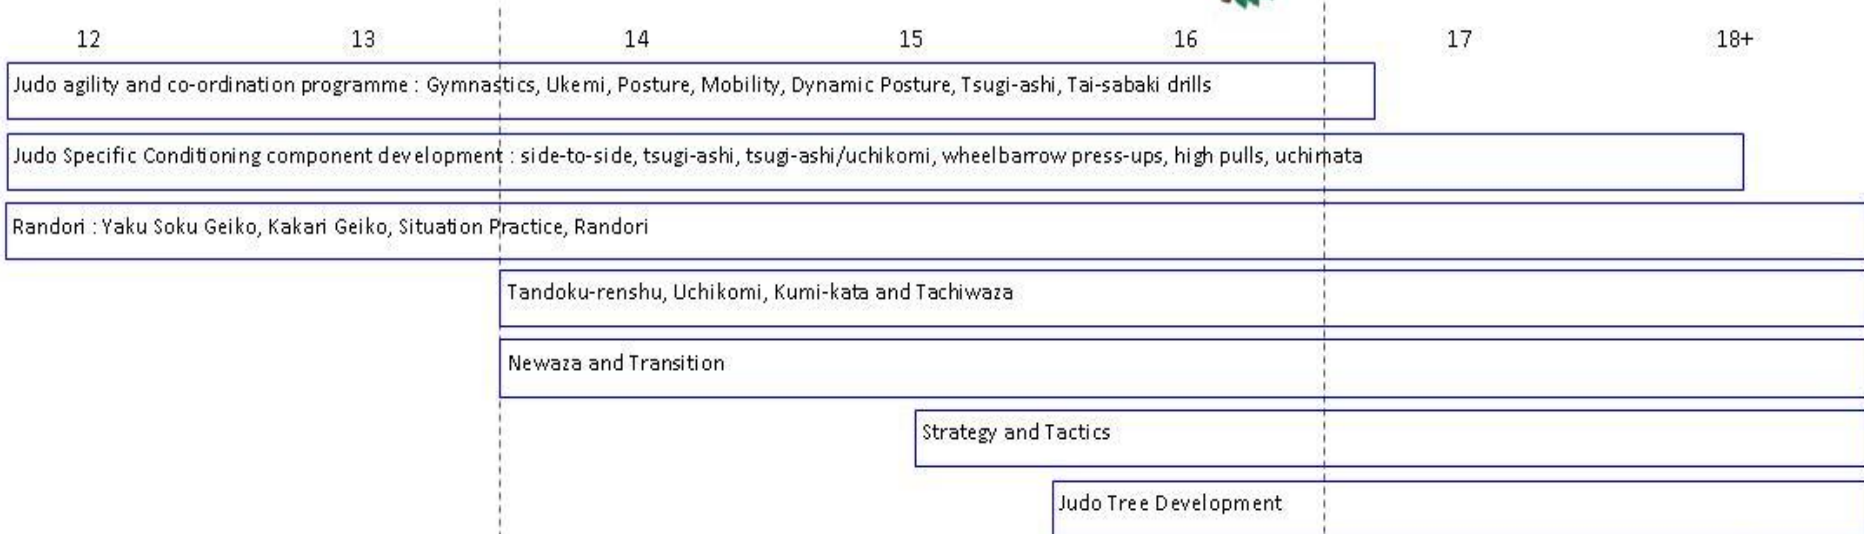 12 13 14 15 16 17 18+
Judo agility and co-ordination programme : Gymnastics, Ukemi, Posture, Mobility, Dynamic Posture, Tsugi-ashi, Tai-sabaki drills
Judo Specific Conditioning component development : side-to-side, tsugi-ashi, tsugi-ashi/uchikomi, wheelbarrow press-ups, high pulls, uchimata
Randori : Yaku Soku Geiko, Kakari Geiko, Situation Practice, Randori
Tandoku-renshu, Uchikomi, Kumi-kata and Tachiwaza
Newaza and Transition
Strategy and Tactics
Judo Tree Development